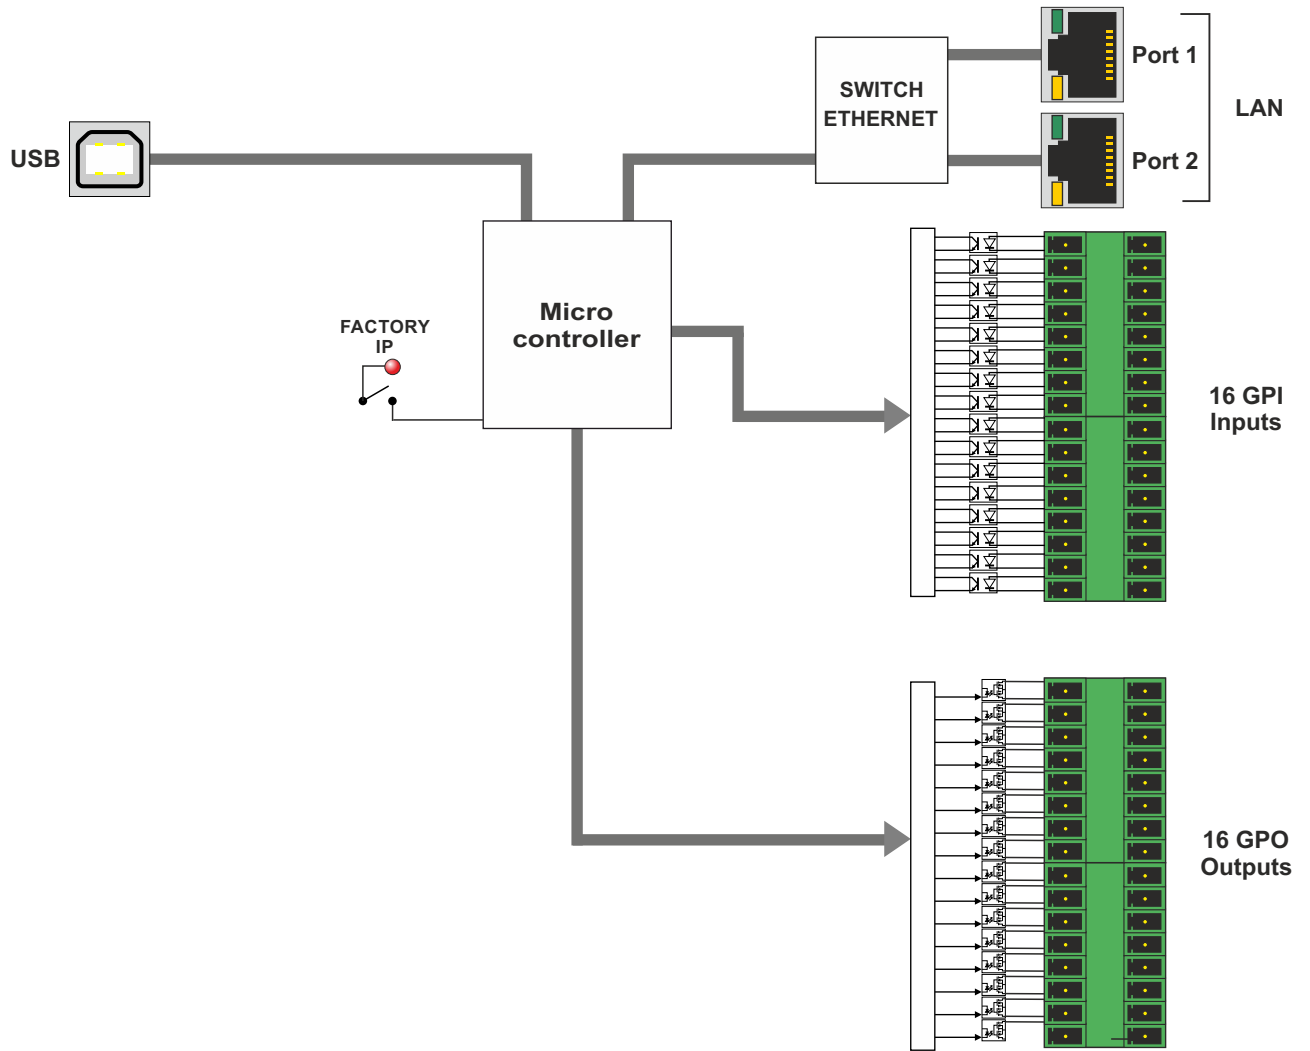 Port 1
SWITCH
ETHERNET
LAN
USB
Port 2
Micro
controller
FACTORY
IP
16 GPI
Inputs
16 GPO
Outputs